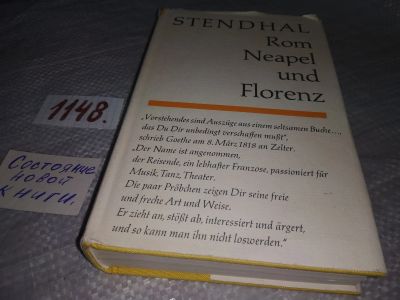 STENDHAL
Rom
Neapel
und
Florenz
„Vorstehendes sind Auszüge aus einem seltsamen Buche...,
das Du Dir unbedingt verschaffen mußt",
schrieb Goethe am 8. März 1818 an Zelter.
„Der Name ist angenommen,
der Reisende, ein lebhafter Franzose, passioniert für
Musik, Tanz, Theater.
Die paar Pröbchen zeigen Dir seine freie
und freche Art und Weise.
Er zieht an, stößt ab, interessiert und ärgert,
und so kann man ihn nicht loswerden."
1148.
Состояние
новой
книги.